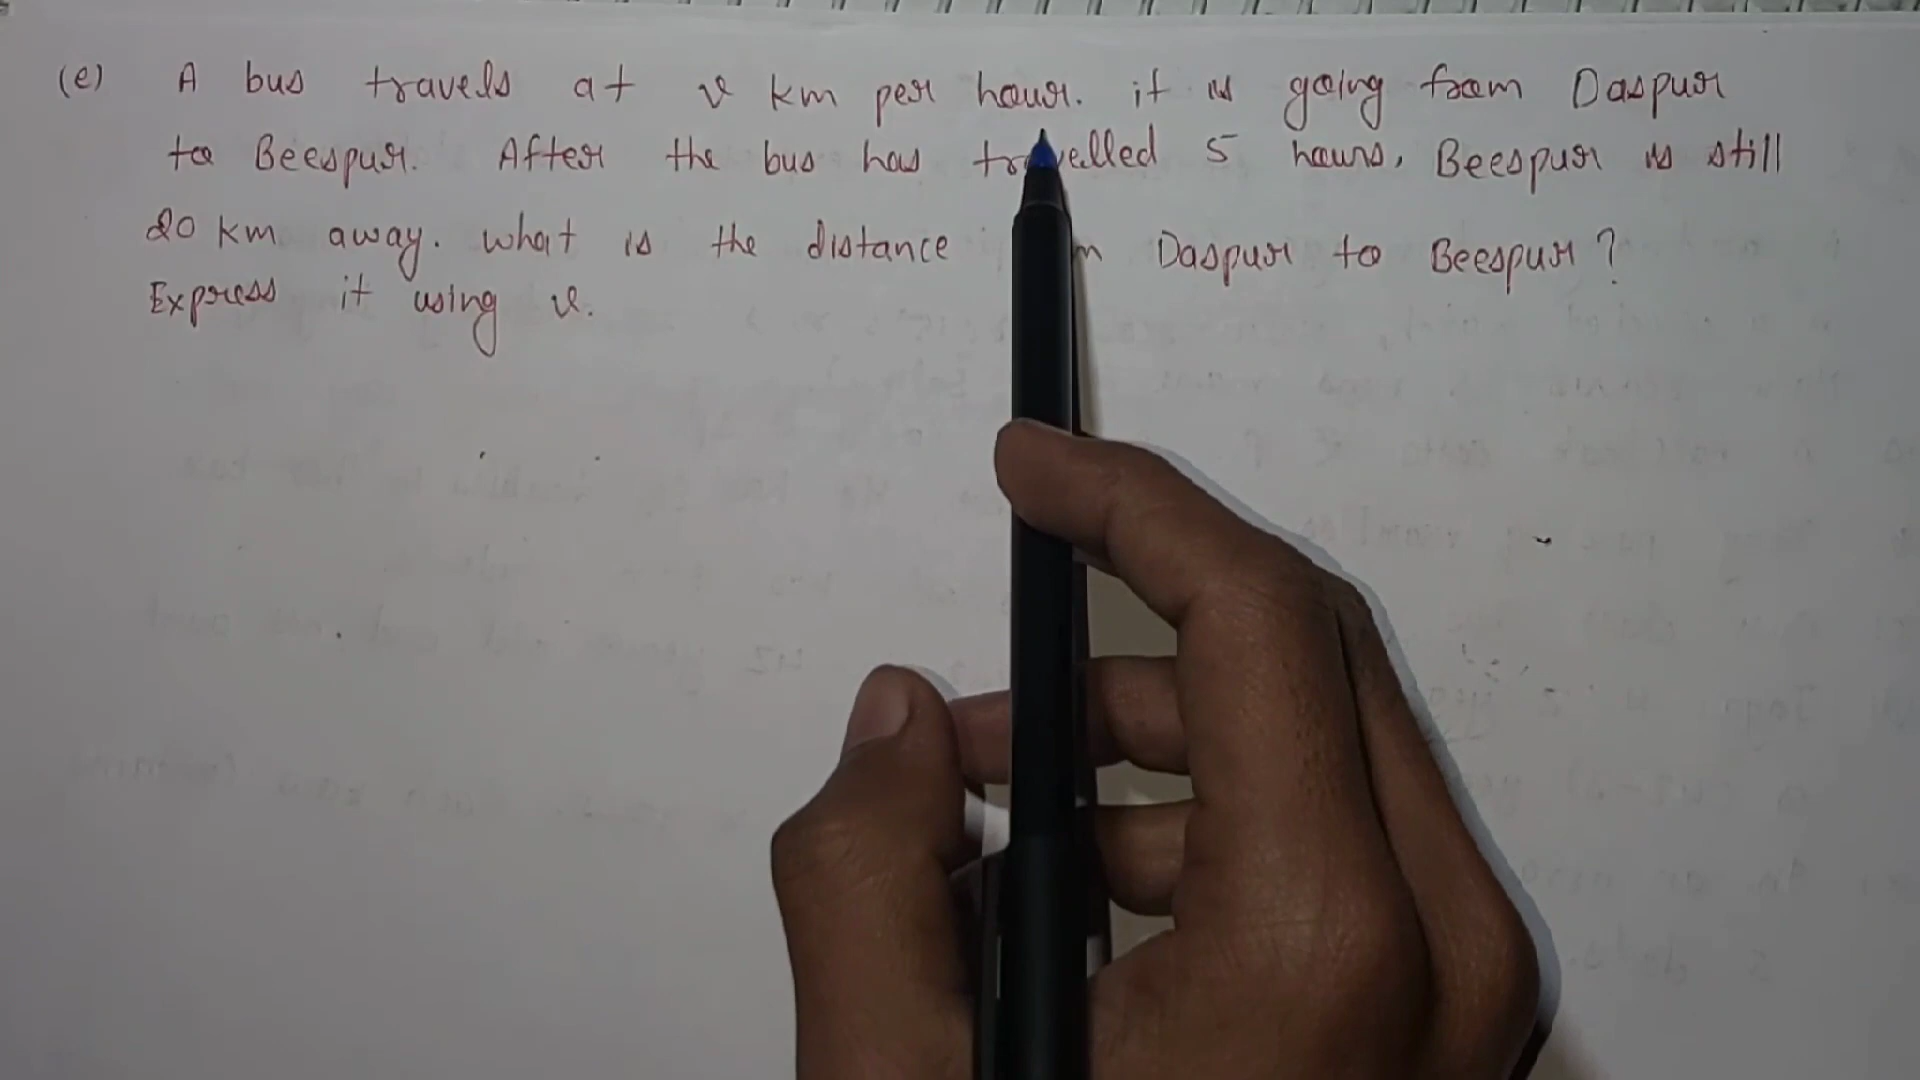 (e) A bus travels at v km per hour. it is going from Daspur
to Beespur. After the bus has travelled 5 hours, Beespur is still
20 km away. what is the distance Daspur to Beespur?
Express it using v.